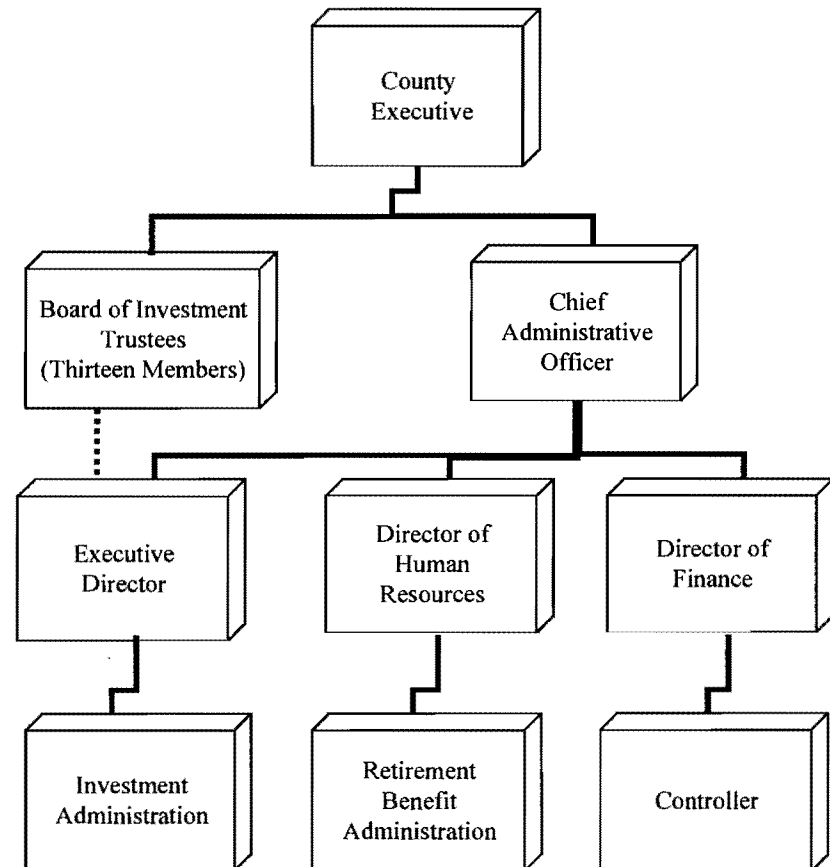 County
Executive
Board of Investment
Trustees
(Thirteen Members)
Chief
Administrative
Officer
Executive
Director
Director of
Human
Resources
Director of
Finance
Investment
Administration
Retirement
Benefit
Administration
Controller